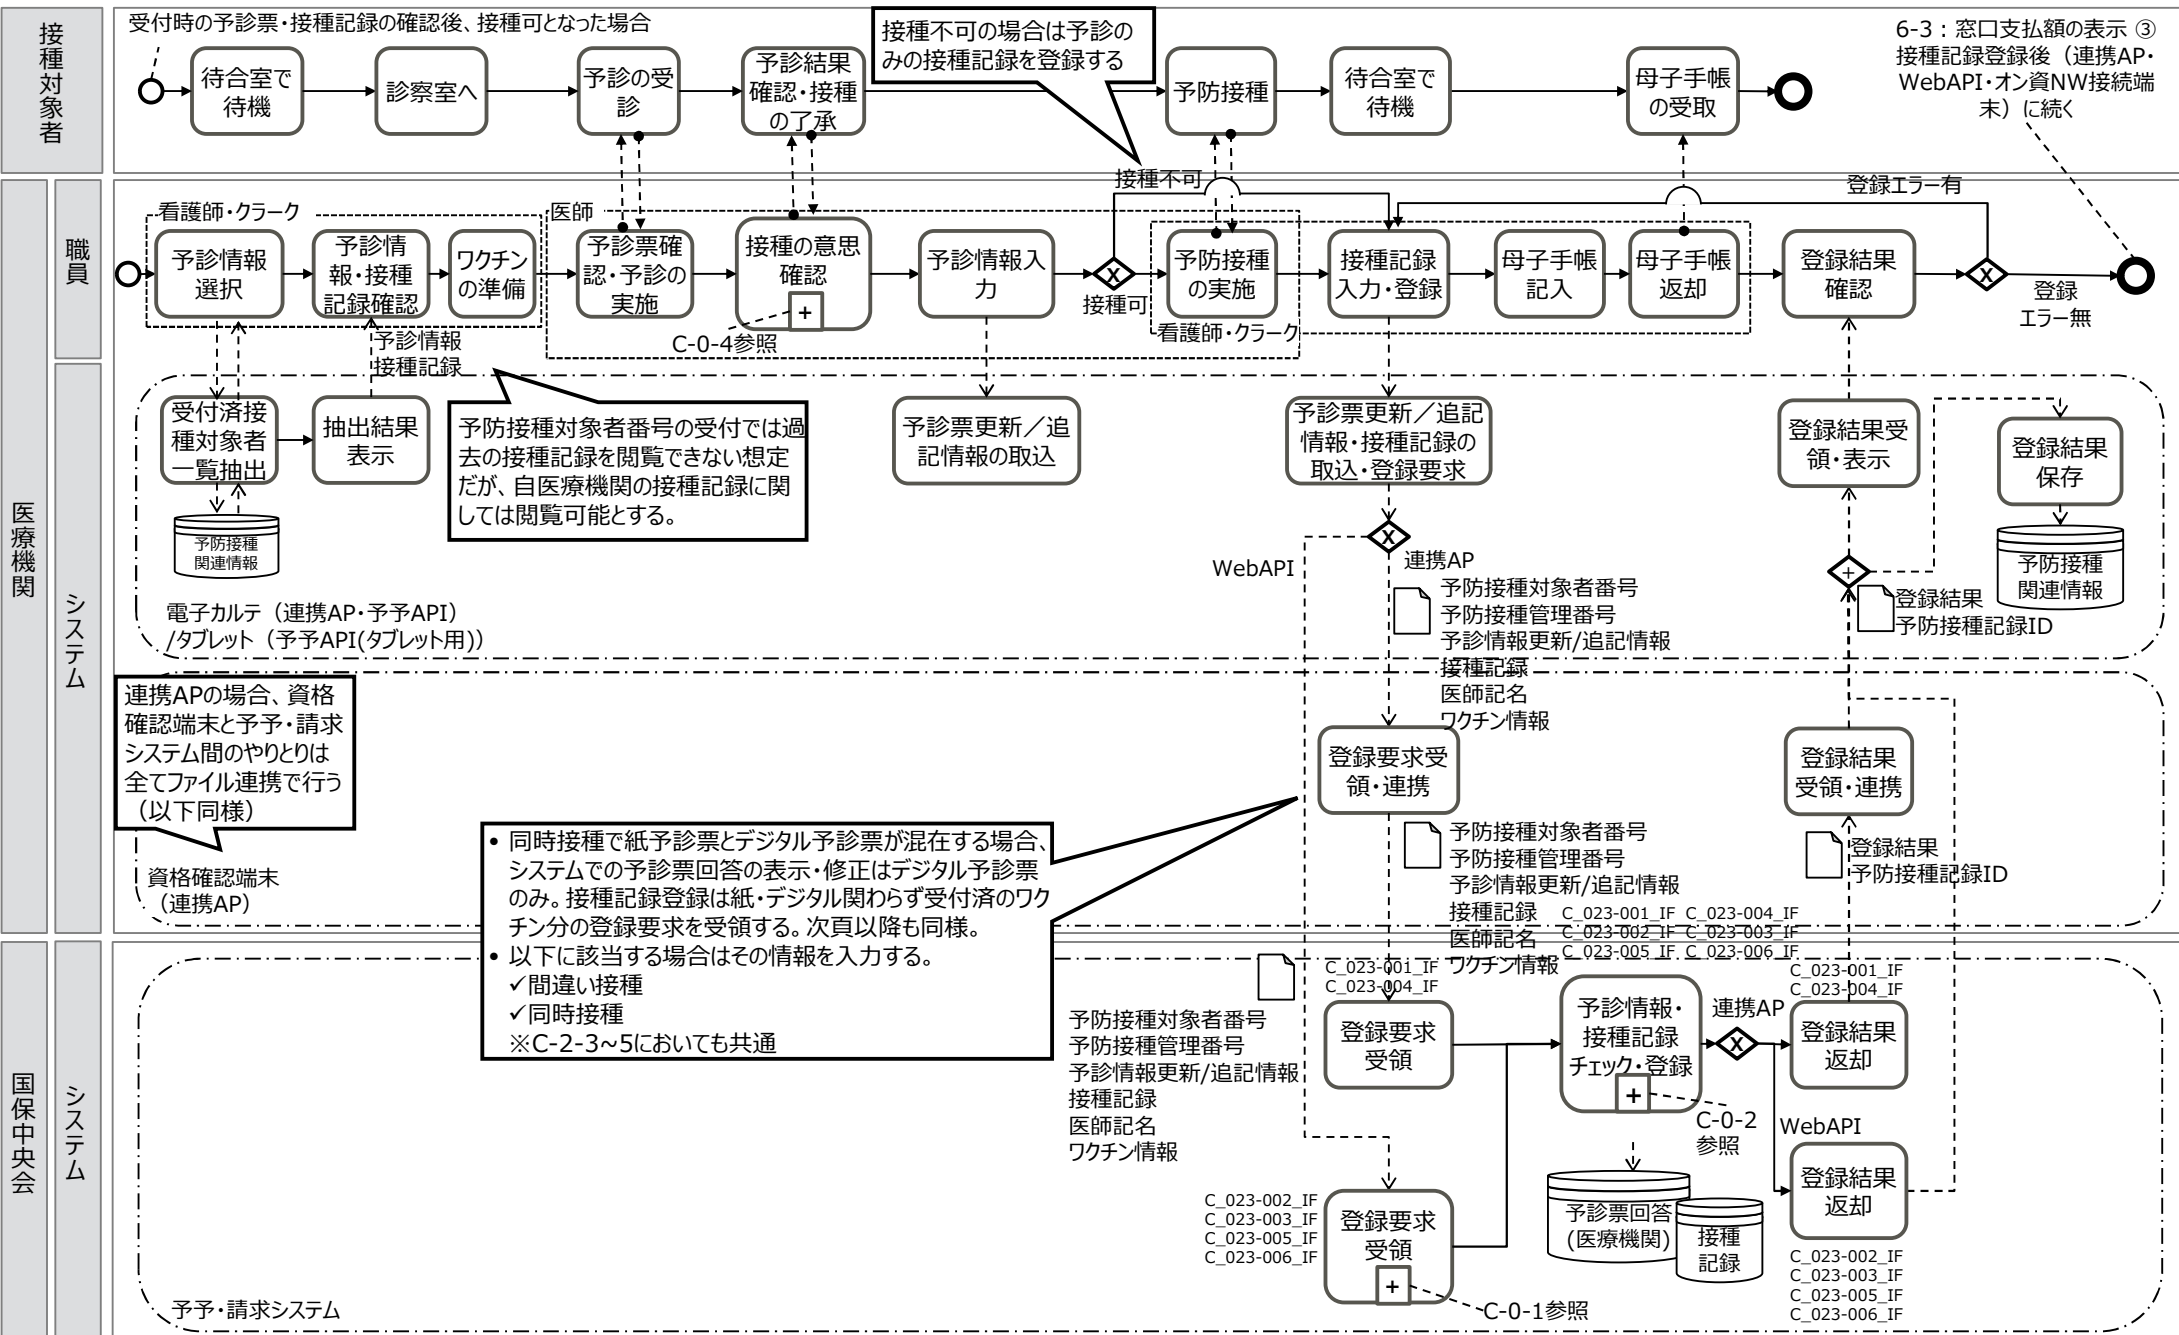 接種対象者
受付時の予診票・接種記録の確認後、接種可となった場合
待合室で
待機
診察室へ
予診の受
診
予診結果
確認・接種
の了承
接種不可の場合は予診の
みの接種記録を登録する
予防接種
待合室で
待機
母子手帳
の受取
6-3：窓口支払額の表示 ③
接種記録登録後（連携AP・
WebAPI・オン資NW接続端
末）に続く
医療機関
職員
看護師・クラーク
予診情報
選択
予診情
報・接種
記録確認
ワクチン
の準備
医師
予診票確
認・予診の
実施
接種の意思
確認
+
C-0-4参照
予診情報入
力
接種不可
X
接種可
予防接種
の実施
看護師・クラーク
接種記録
入力・登録
母子手帳
記入
母子手帳
返却
登録結果
確認
登録エラー有
X
登録
エラー無
予診情報
接種記録
システム
受付済接
種対象者
一覧抽出
抽出結果
表示
予防接種
関連情報
予防接種対象者番号の受付では過
去の接種記録を閲覧できない想定
だが、自医療機関の接種記録に関
しては閲覧可能とする。
予診票更新／追
記情報の取込
予診票更新／追記
情報・接種記録の
取込・登録要求
登録結果受
領・表示
登録結果
保存
予防接種
関連情報
X
WebAPI
連携AP
予防接種対象者番号
予防接種管理番号
予診情報更新/追記情報
接種記録
医師記名
ワクチン情報
+
登録結果
予防接種記録ID
電子カルテ（連携AP・予予API）
/タブレット（予予API(タブレット用)）
連携APの場合、資格
確認端末と予予・請求
システム間のやりとりは
全てファイル連携で行う
（以下同様）
資格確認端末
（連携AP）
登録要求受
領・連携
登録結果
受領・連携
予防接種対象者番号
予防接種管理番号
予診情報更新/追記情報
接種記録
医師記名
ワクチン情報
登録結果
予防接種記録ID
• 同時接種で紙予診票とデジタル予診票が混在する場合、
システムでの予診票回答の表示・修正はデジタル予診票
のみ。接種記録登録は紙・デジタル関わらず受付済のワク
チン分の登録要求を受領する。次頁以降も同様。
• 以下に該当する場合はその情報を入力する。
✓間違い接種
✓同時接種
※C-2-3~5においても共通
国保中央会
システム
C_023-001_IF C_023-004_IF
C_023-002_IF C_023-003_IF
C_023-005_IF C_023-006_IF
C_023-001_IF
C_023-004_IF
予防接種対象者番号
予防接種管理番号
予診情報更新/追記情報
接種記録
医師記名
ワクチン情報
登録要求
受領
予診情報・
接種記録
チェック・登録
+
C-0-2
参照
連携AP
X
WebAPI
C_023-001_IF
C_023-004_IF
登録結果
返却
C_023-002_IF
C_023-003_IF
C_023-005_IF
C_023-006_IF
登録要求
受領
+
C-0-1参照
予診票回答
(医療機関)
接種
記録
登録結果
返却
C_023-002_IF
C_023-003_IF
C_023-005_IF
C_023-006_IF
予予・請求システム